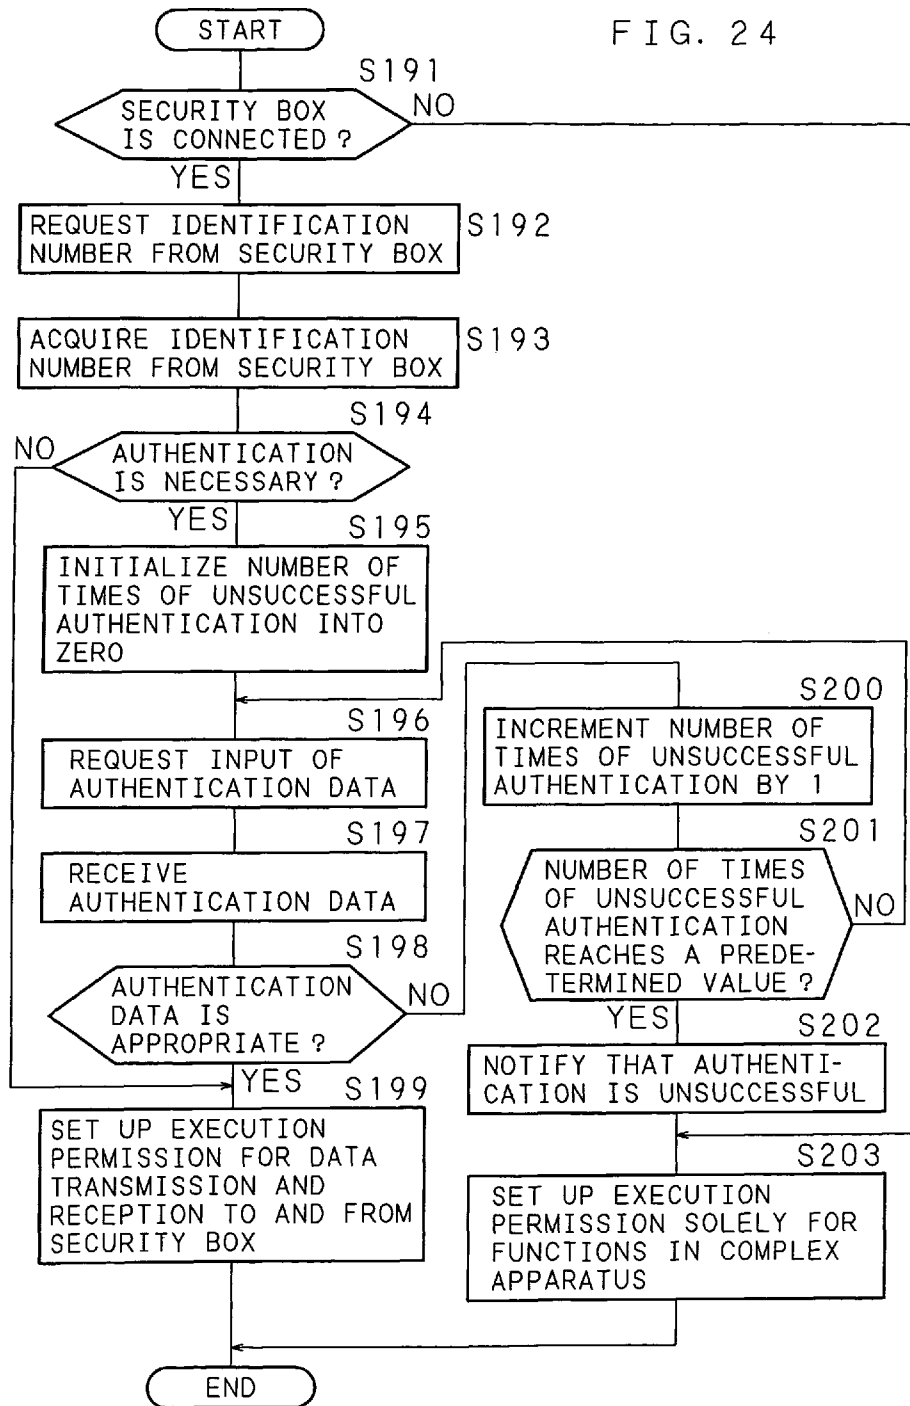 START
FIG. 24
S191
SECURITY BOX
IS CONNECTED?
NO
YES
REQUEST IDENTIFICATION
NUMBER FROM SECURITY BOX
S192
ACQUIRE IDENTIFICATION
NUMBER FROM SECURITY BOX
S193
S194
NO
AUTHENTICATION
IS NECESSARY?
YES
S195
INITIALIZE NUMBER OF
TIMES OF UNSUCCESSFUL
AUTHENTICATION INTO
ZERO
S196
REQUEST INPUT OF
AUTHENTICATION DATA
S197
RECEIVE
AUTHENTICATION DATA
S198
AUTHENTICATION
DATA IS
APPROPRIATE?
NO
YES
S199
SET UP EXECUTION
PERMISSION FOR DATA
TRANSMISSION AND
RECEPTION TO AND FROM
SECURITY BOX
S200
INCREMENT NUMBER OF
TIMES OF UNSUCCESSFUL
AUTHENTICATION BY 1
S201
NUMBER OF TIMES
OF UNSUCCESSFUL
AUTHENTICATION
REACHES A PREDE-
TERMINED VALUE?
NO
YES
S202
NOTIFY THAT AUTHENTI-
CATION IS UNSUCCESSFUL
S203
SET UP EXECUTION
PERMISSION SOLELY FOR
FUNCTIONS IN COMPLEX
APPARATUS
END